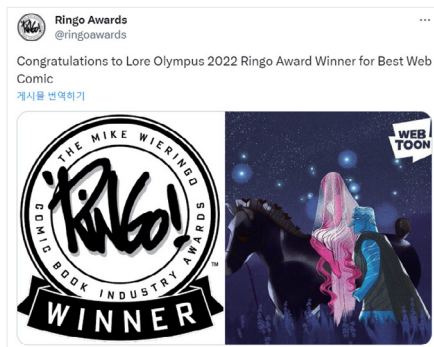 Ringo Awards
@ringoawards
Congratulations to Lore Olympus 2022 Ringo Award Winner for Best Web
Comic
게시물 번역하기
THE MIKE WIERINGO
RINGO!
COMIC BOOK INDUSTRY AWARDS
TM
WINNER
WEB
TOON